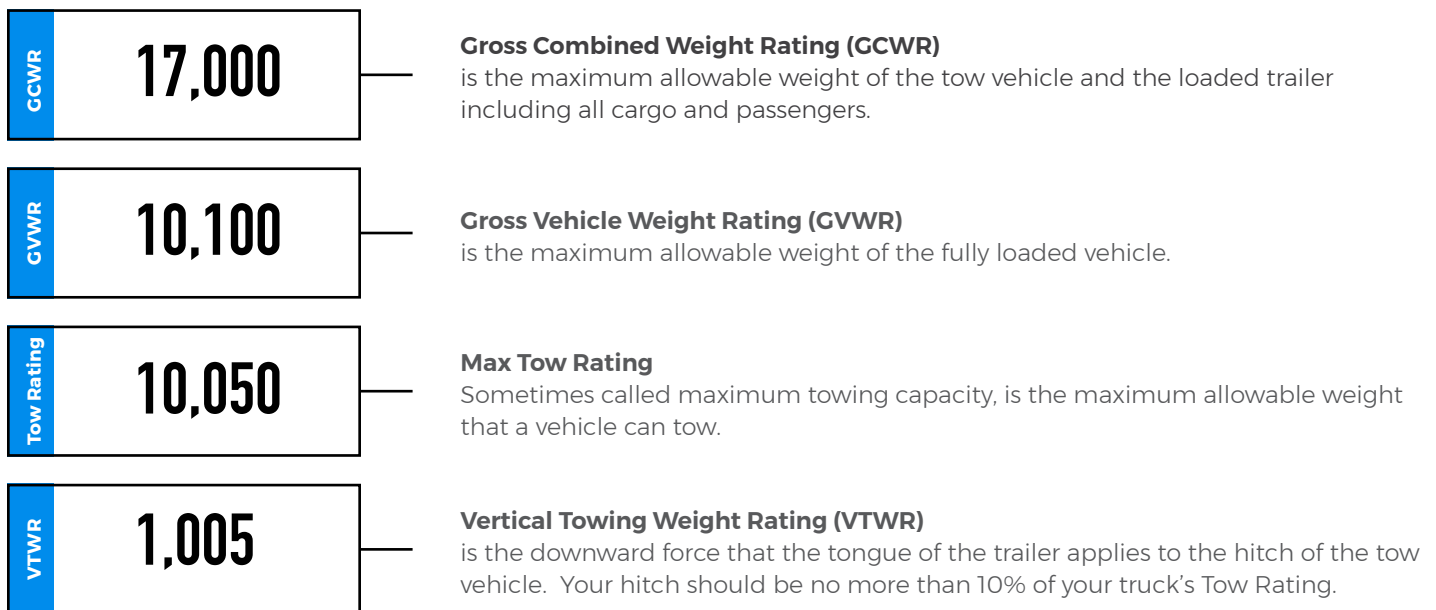 GCWR
17,000
Gross Combined Weight Rating (GCWR)
is the maximum allowable weight of the tow vehicle and the loaded trailer
including all cargo and passengers.
GVWR
10,100
Gross Vehicle Weight Rating (GVWR)
is the maximum allowable weight of the fully loaded vehicle.
Tow Rating
10,050
Max Tow Rating
Sometimes called maximum towing capacity, is the maximum allowable weight
that a vehicle can tow.
VTWR
1,005
Vertical Towing Weight Rating (VTWR)
is the downward force that the tongue of the trailer applies to the hitch of the tow
vehicle.  Your hitch should be no more than 10% of your truck's Tow Rating.